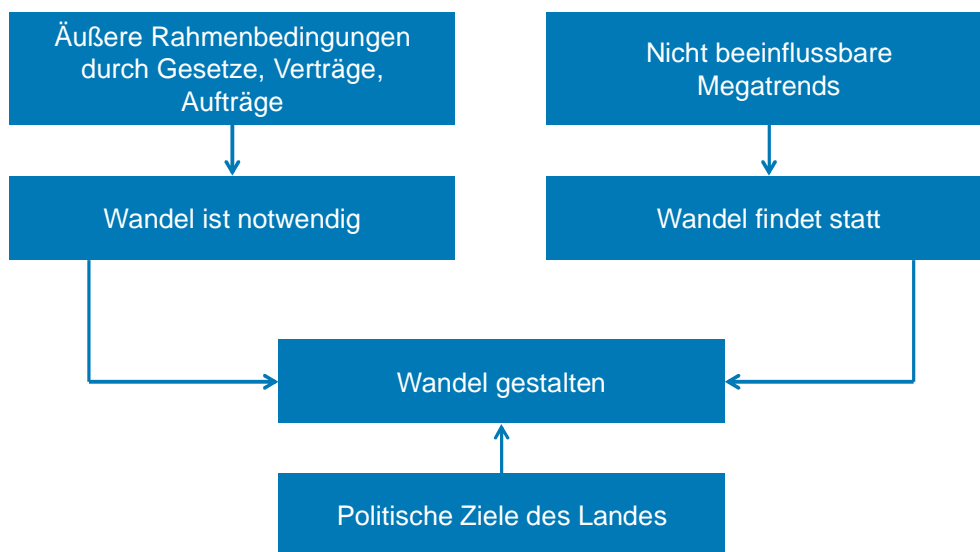 Äußere Rahmenbedingungen
durch Gesetze, Verträge,
Aufträge
Nicht beeinflussbare
Megatrends
Wandel ist notwendig
Wandel findet statt
Wandel gestalten
Politische Ziele des Landes